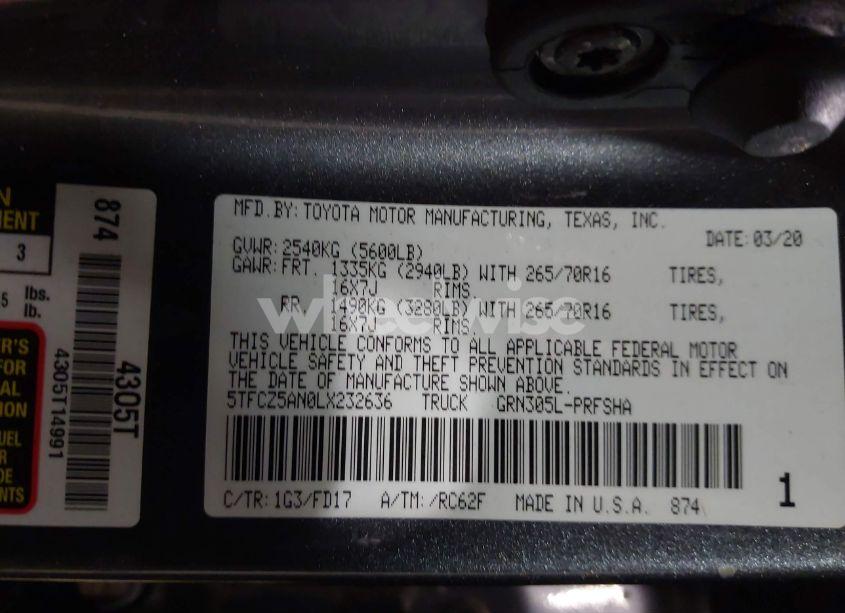 MFD.BY:TOYOTA MOTOR MANUFACTURING, TEXAS, INC.
DATE:03/20
GVWR:2540KG (5600LB)
GAWR:FRT. 1335KG (2940LB) WITH 265/70R16 TIRES,
16X7J RIMS
RR. 1490KG (3280LB) WITH 265/70R16 TIRES,
16X7J RIMS
THIS VEHICLE CONFORMS TO ALL APPLICABLE FEDERAL MOTOR
VEHICLE SAFETY AND THEFT PREVENTION STANDARDS IN EFFECT ON
THE DATE OF MANUFACTURE SHOWN ABOVE.
5TFCZ5AN0LX232636 TRUCK GRN305L-PRFSHA
C/TR:1G3/FD17 A/TM:/RC62F MADE IN U.S.A. 874
1
wheelwise
874
4305T
4305T14991
3
5 lbs.
lb.